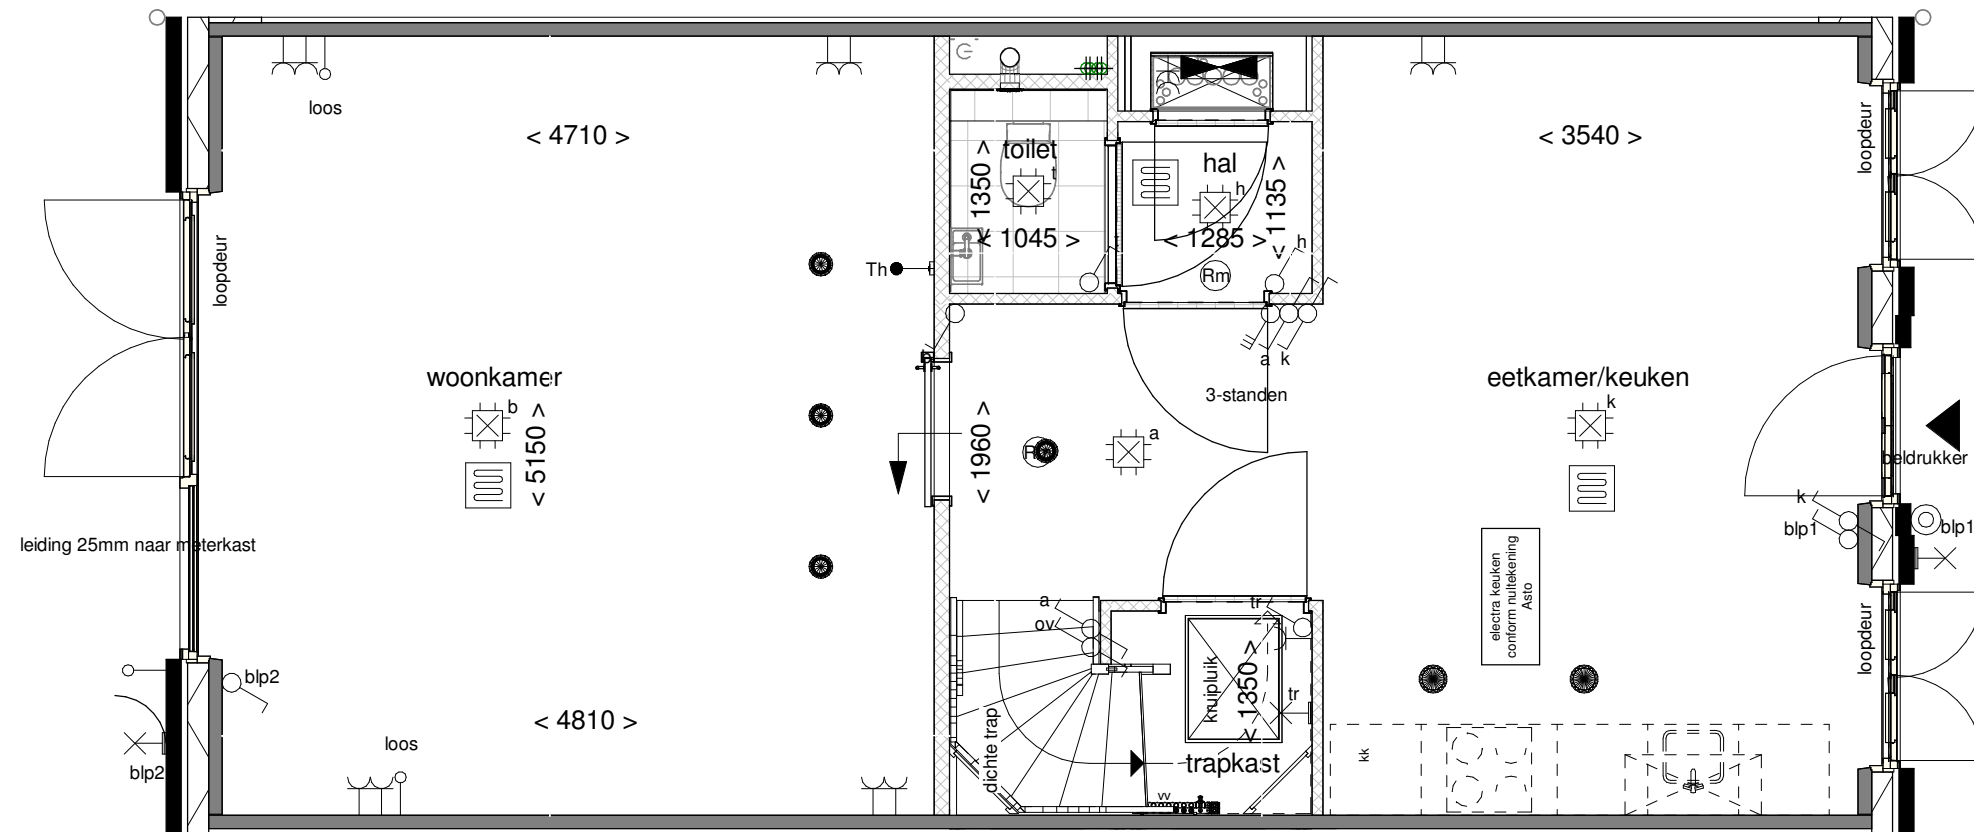 loos
< 4710 >
< 3540 >
loopdeur
loopdeur
toilet
t
< 1350 >
< 1045 >
hal
h
< 1135 >
< 1285 >
h
Rm
Th
a k
3-standen
woonkamer
b
< 5150 >
< 1960 >
a
eetkamer/keuken
k
beldrukker
k
blp1
blp1
leiding 25mm naar meterkast
electra keuken
conform nultekening
Asto
a
ov
tr
kruipluik
< 1350 >
tr
loopdeur
blp2
blp2
< 4810 >
loos
dichte trap
trapkast
vv
kk